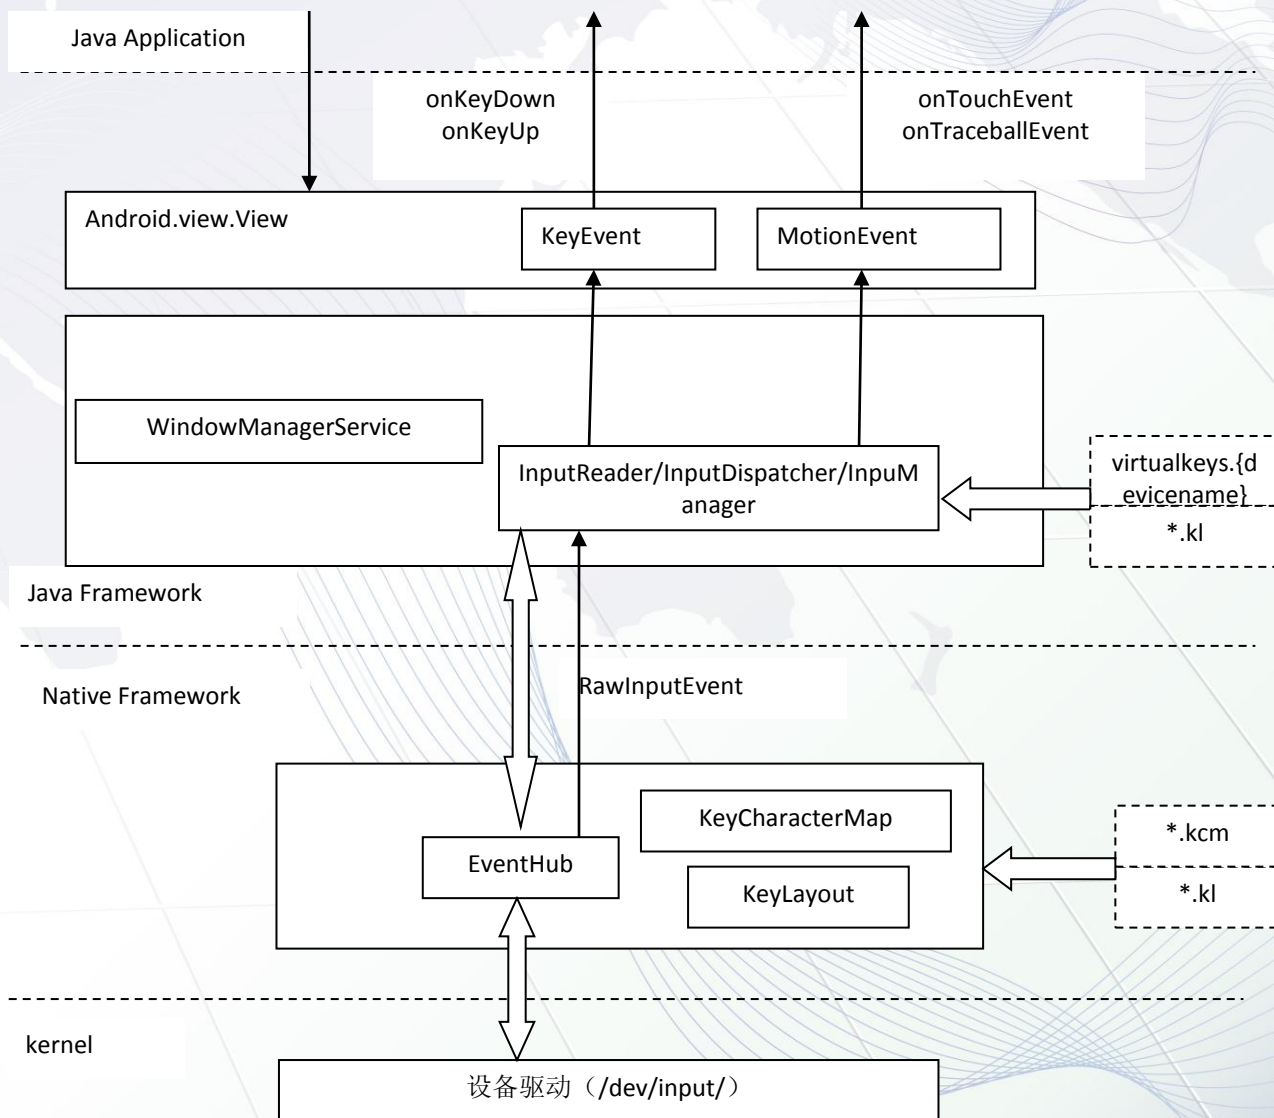 Java Application
onKeyDown
onKeyUp
onTouchEvent
onTraceballEvent
Android.view.View
KeyEvent
MotionEvent
WindowManagerService
InputReader/InputDispatcher/InpuM
anager
virtualkeys.{d
evicename}
*.kl
Java Framework
Native Framework
RawInputEvent
KeyCharacterMap
EventHub
KeyLayout
*.kcm
*.kl
kernel
设备驱动（/dev/input/）